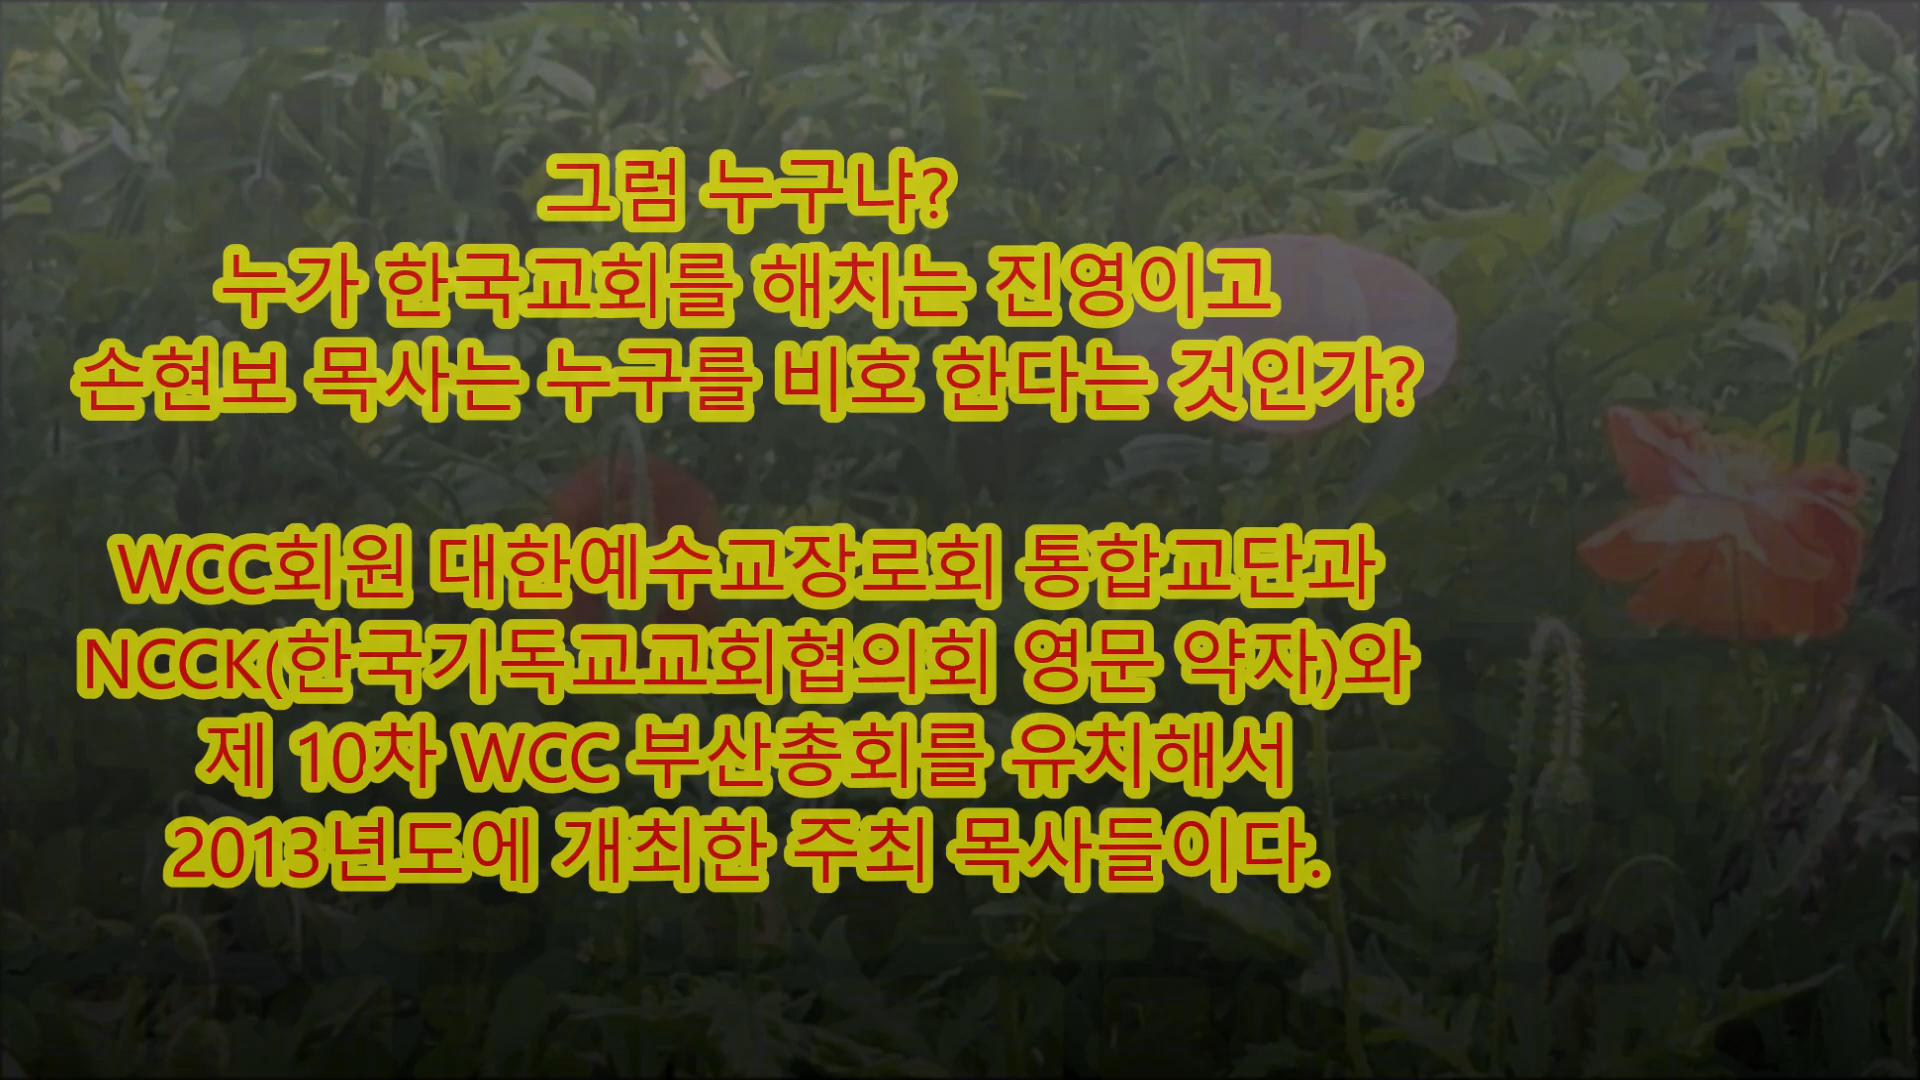 그럼 누구냐?
누가 한국교회를 해치는 진영이고
손현보 목사는 누구를 비호 한다는 것인가?
WCC회원 대한예수교장로회 통합교단과
NCCK(한국기독교교회협의회 영문 약자)와
제 10차 WCC 부산총회를 유치해서
2013년도에 개최한 주최 목사들이다.